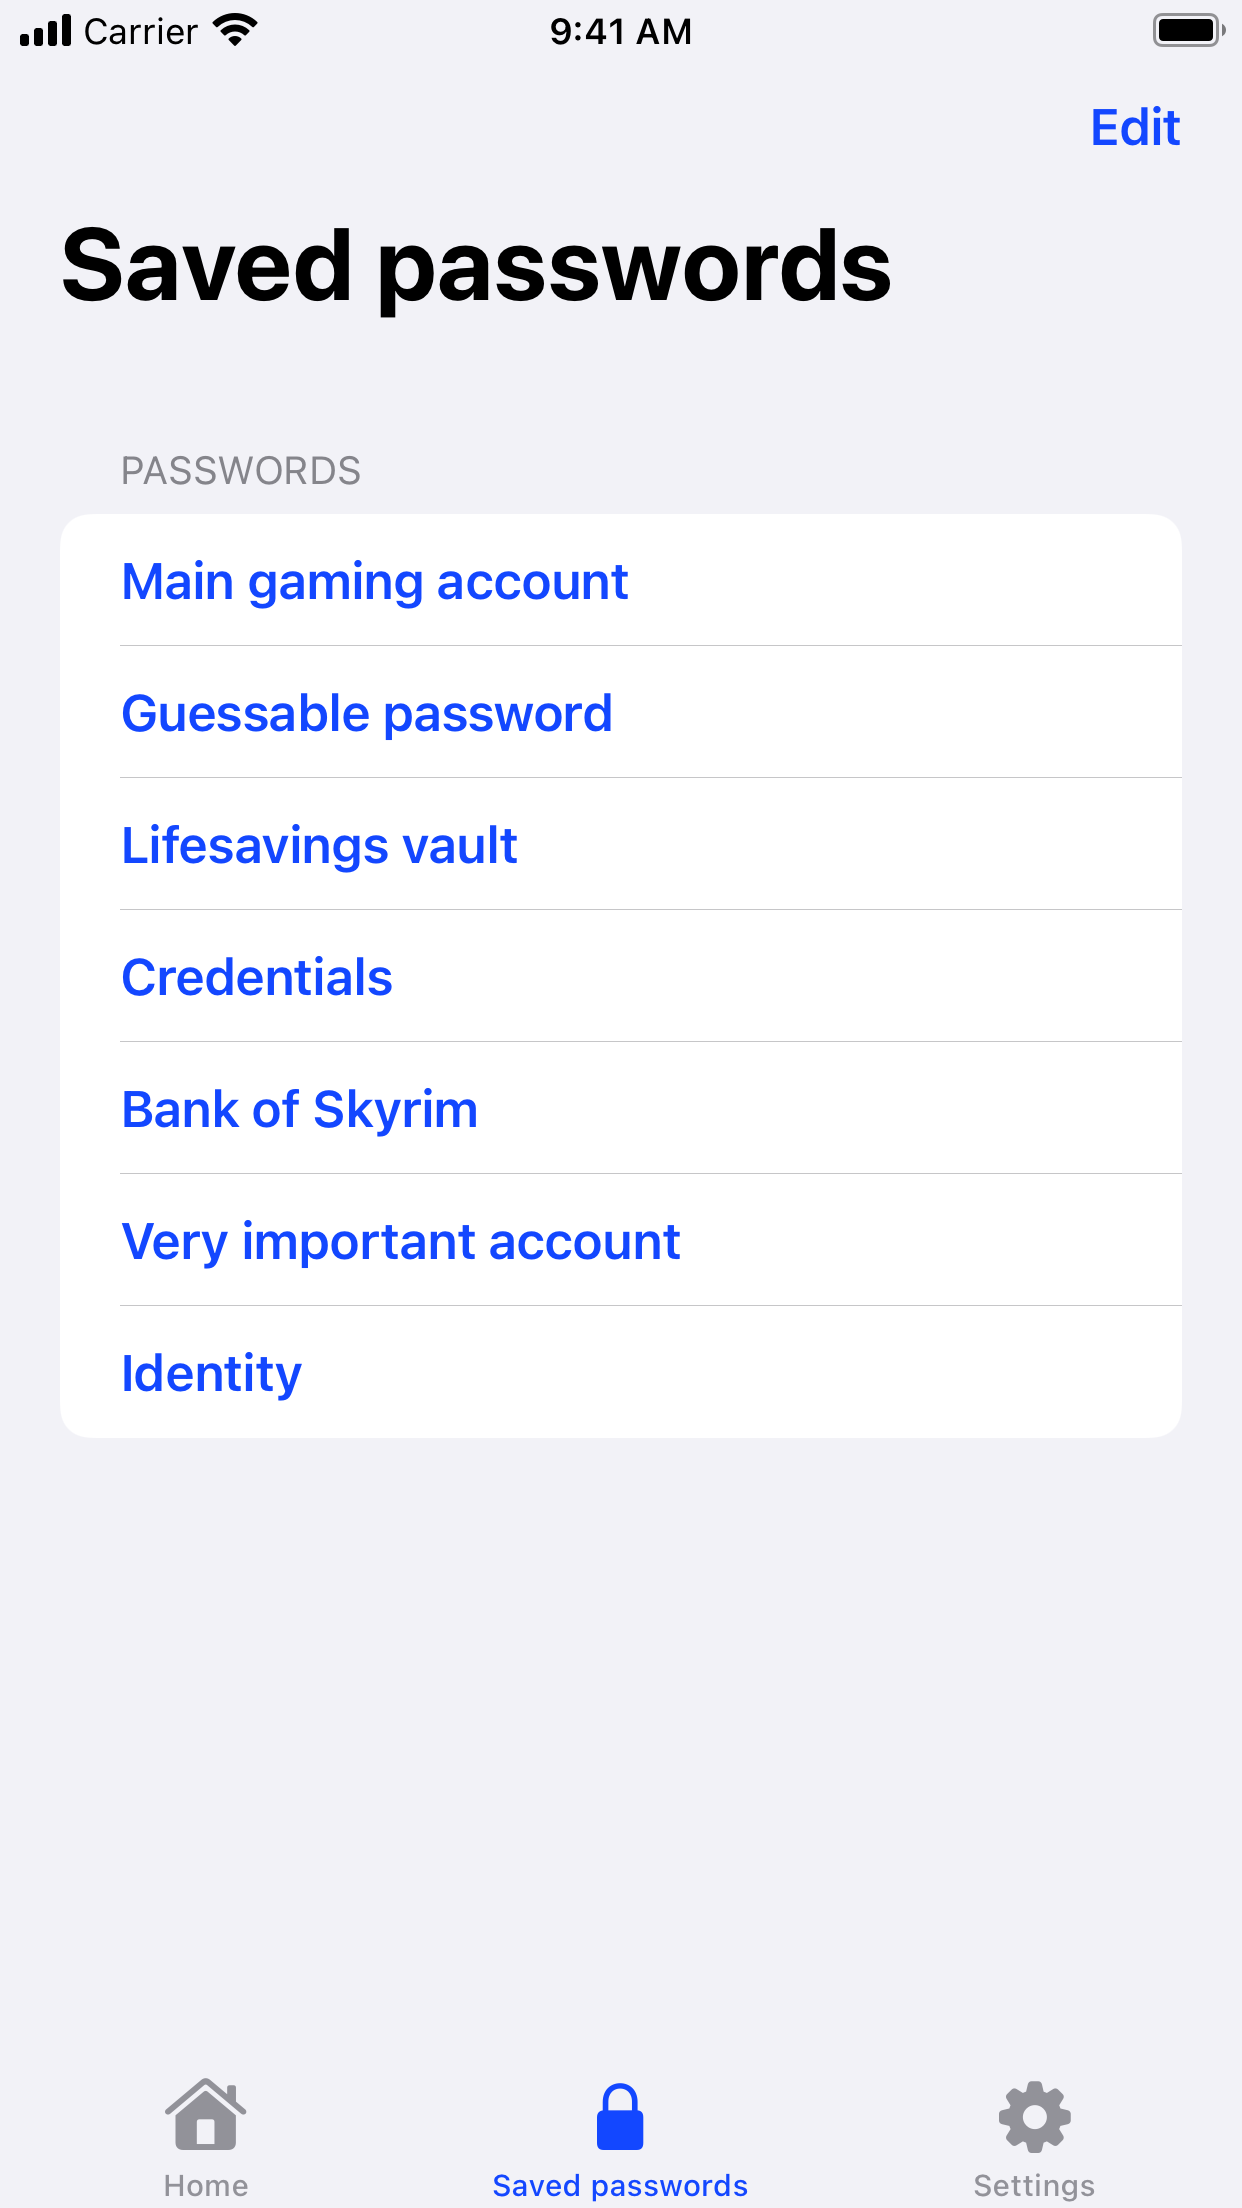 Carrier 9:41 AM
Edit
Saved passwords
PASSWORDS
Main gaming account
Guessable password
Lifesavings vault
Credentials
Bank of Skyrim
Very important account
Identity
Home Saved passwords Settings